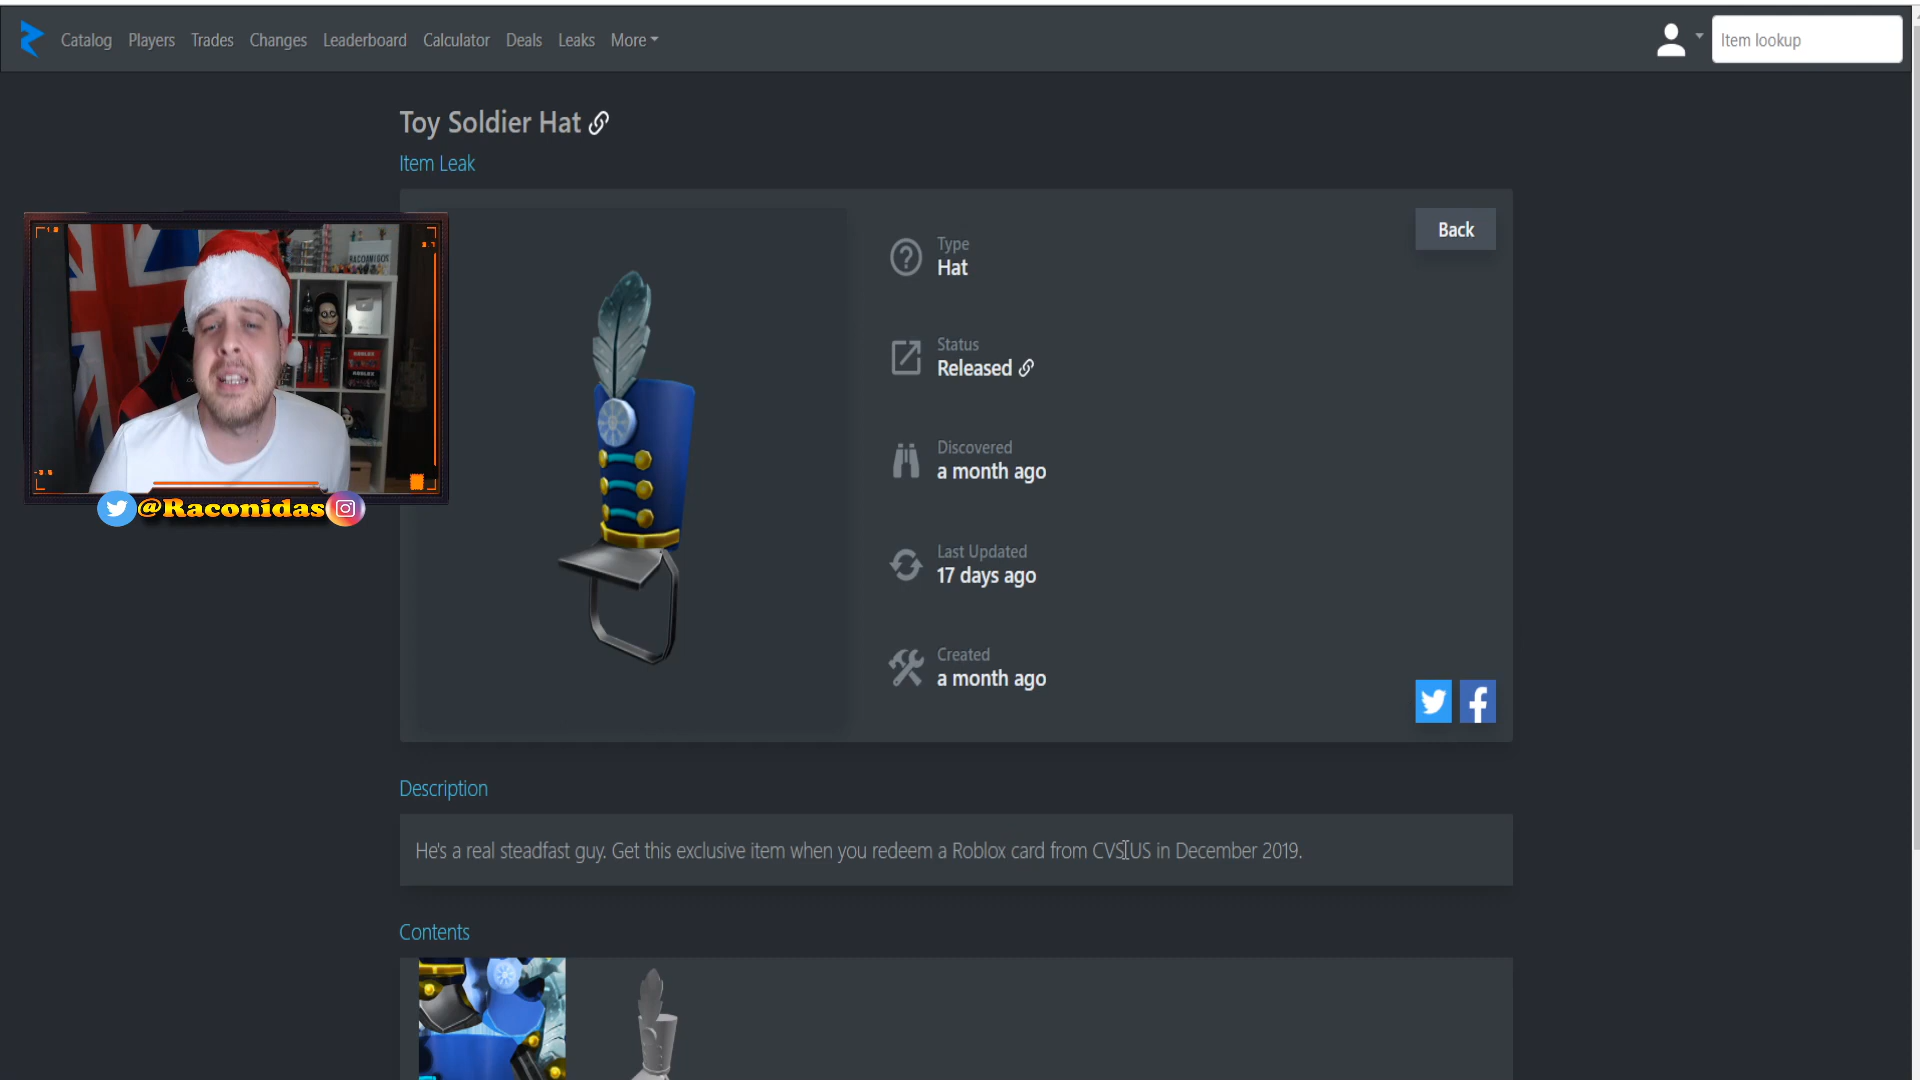 Catalog Players Trades Changes Leaderboard Calculator Deals Leaks More
Item lookup
Toy Soldier Hat
Item Leak
Back
Type
Hat
Status
Released
Discovered
a month ago
Last Updated
17 days ago
Created
a month ago
RACOAMIGOS
@Raconidas
Description
He's a real steadfast guy. Get this exclusive item when you redeem a Roblox card from CVS US in December 2019.
Contents